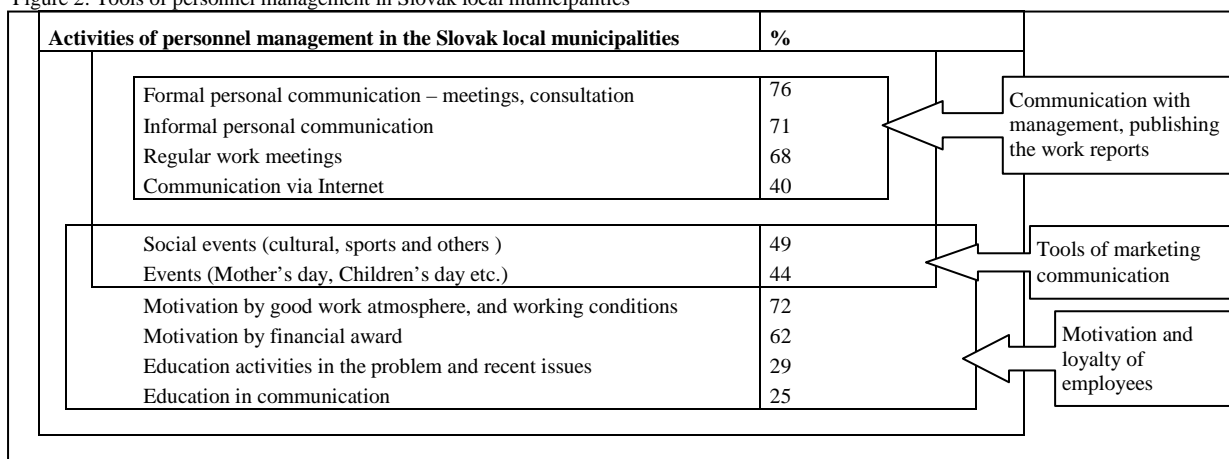 Figure 2: Tools of personel management in Slovak local municipalities
Activities of personnel management in the Slovak local municipalities %
Formal personal communication – meetings, consultation 76
Informal personal communication 71
Regular work meetings 68
Communication via Internet 40
Communication with
management, publishing
the work reports
Social events (cultural, sports and others ) 49
Events (Mother's day, Children's day etc.) 44
Tools of marketing
communication
Motivation by good work atmosphere, and working conditions 72
Motivation by financial award 62
Education activities in the problem and recent issues 29
Education in communication 25
Motivation and
loyalty of
employees